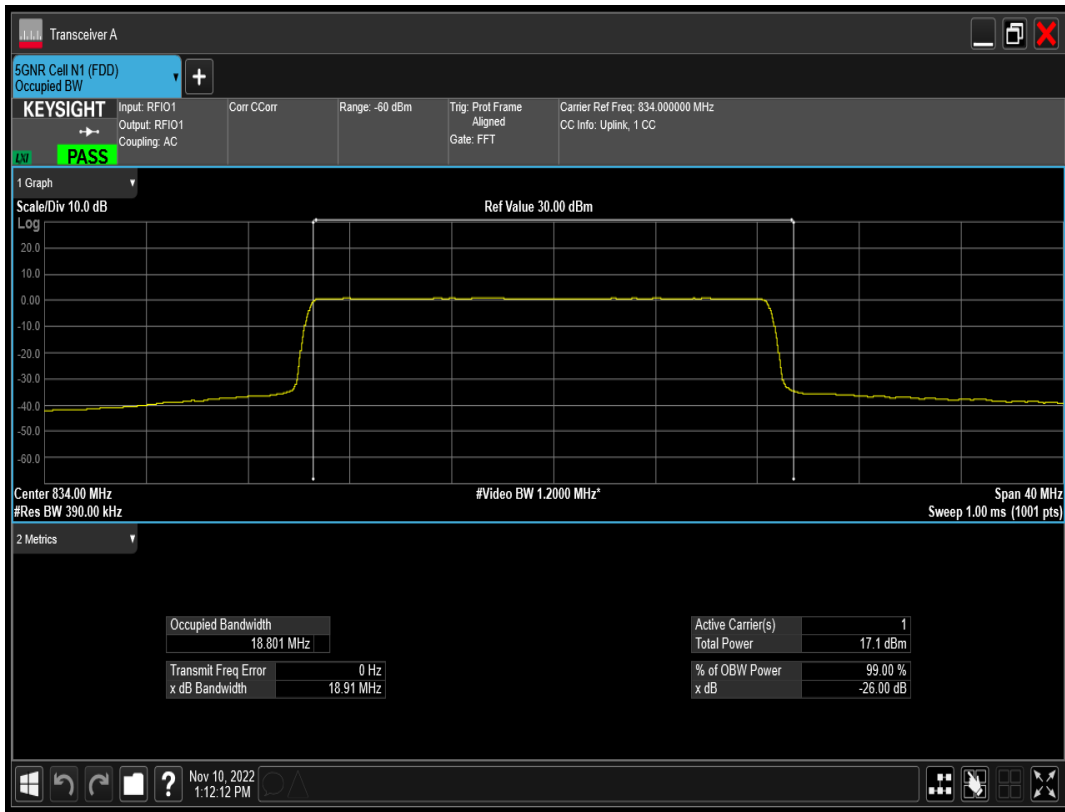 Transceiver A
5GNR Cell N1 (FDD)
Occupied BW
+
KEYSIGHT
LXI
PASS
Input: RFIO1
Output: RFIO1
Coupling: AC
Corr CCorr
Range: -60 dBm
Trig: Prot Frame
Aligned
Gate: FFT
Carrier Ref Freq: 834.000000 MHz
CC Info: Uplink, 1 CC
1 Graph
Scale/Div 10.0 dB
Ref Value 30.00 dBm
Log
20.0
10.0
0.00
-10.0
-20.0
-30.0
-40.0
-50.0
-60.0
Center 834.00 MHz
#Video BW 1.2000 MHz*
Span 40 MHz
#Res BW 390.00 kHz
Sweep 1.00 ms (1001 pts)
2 Metrics
Occupied Bandwidth
18.801 MHz
Transmit Freq Error 0 Hz
x dB Bandwidth 18.91 MHz
Active Carrier(s) 1
Total Power 17.1 dBm
% of OBW Power 99.00 %
x dB -26.00 dB
?
Nov 10, 2022
1:12:12 PM